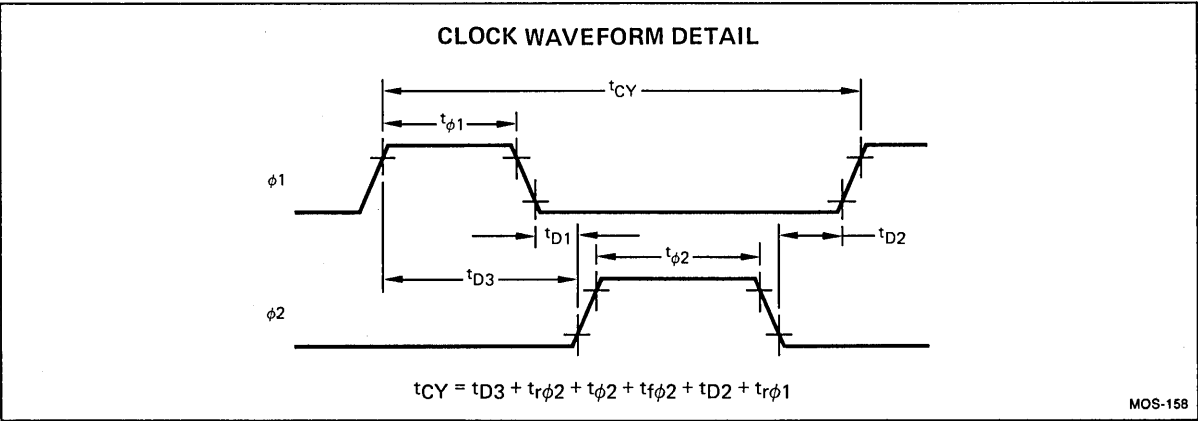 CLOCK WAVEFORM DETAIL
tCY
tϕ1
ϕ1
tD1
tϕ2
tD2
tD3
ϕ2
tCY = tD3 + trϕ2 + tϕ2 + tfϕ2 + tD2 + trϕ1
MOS-158